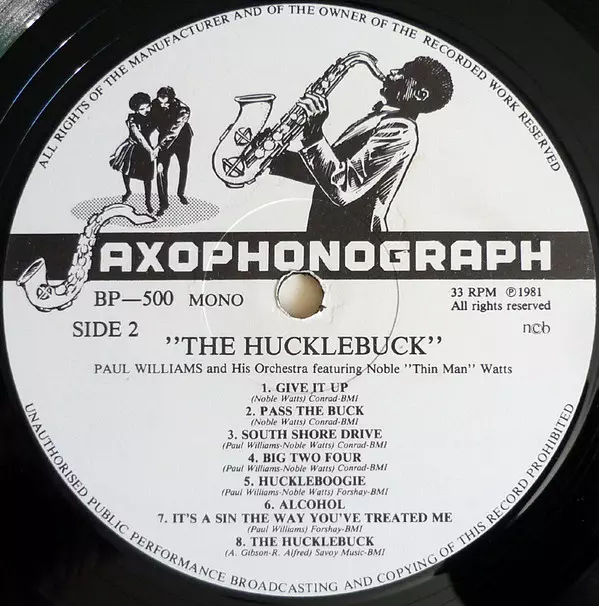 ALL RIGHTS OF THE MANUFACTURER AND OF THE OWNER OF THE RECORDED WORK RESERVED
SAXOPHONOGRAPH
BP—500 MONO
33 RPM ℗1981
All rights reserved
SIDE 2
ncb
"THE HUCKLEBUCK"
PAUL WILLIAMS and His Orchestra featuring Noble "Thin Man" Watts
1. GIVE IT UP
(Noble Watts) Conrad-BMI
2. PASS THE BUCK
(Noble Watts) Conrad-BMI
3. SOUTH SHORE DRIVE
(Paul Williams-Noble Watts) Conrad-BMI
4. BIG TWO FOUR
(Paul Williams-Noble Watts) Conrad-BMI
5. HUCKLEBOOGIE
(Paul Williams-Noble Watts) Forshay-BMI
6. ALCOHOL
7. IT'S A SIN THE WAY YOU'VE TREATED ME
(Paul Williams) Forshay-BMI
8. THE HUCKLEBUCK
(A. Gibson-R. Alfred) Savoy Music-BMI
UNAUTHORISED PUBLIC PERFORMANCE BROADCASTING AND COPYING OF THIS RECORD PROHIBITED